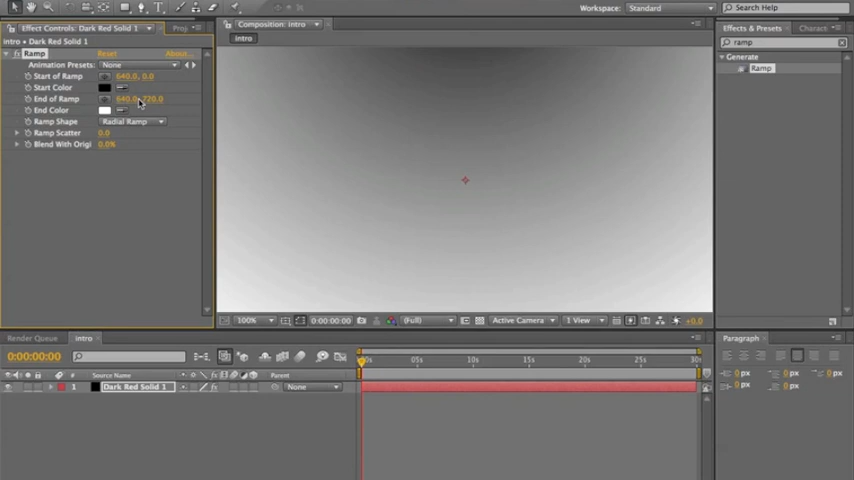 Workspace: Standard Search Help
Effect Controls: Dark Red Solid 1 Proj
intro • Dark Red Solid 1
Ramp Reset About...
Animation Presets: None
Start of Ramp 640.0, 0.0
Start Color
End of Ramp 640.0, 720.0
End Color
Ramp Shape Radial Ramp
Ramp Scatter 0.0
Blend With Origi 0.0%
Composition: intro
intro
100% 0:00:00:00 (Full) Active Camera 1 View +0.0
Effects & Presets Charact
ramp
Generate
Ramp
Render Queue intro
0:00:00:00
Source Name Parent
1 Dark Red Solid 1 None
05s 10s 15s 20s 25s 30s
Paragraph
0 px 0 px 0 px
0 px 0 px